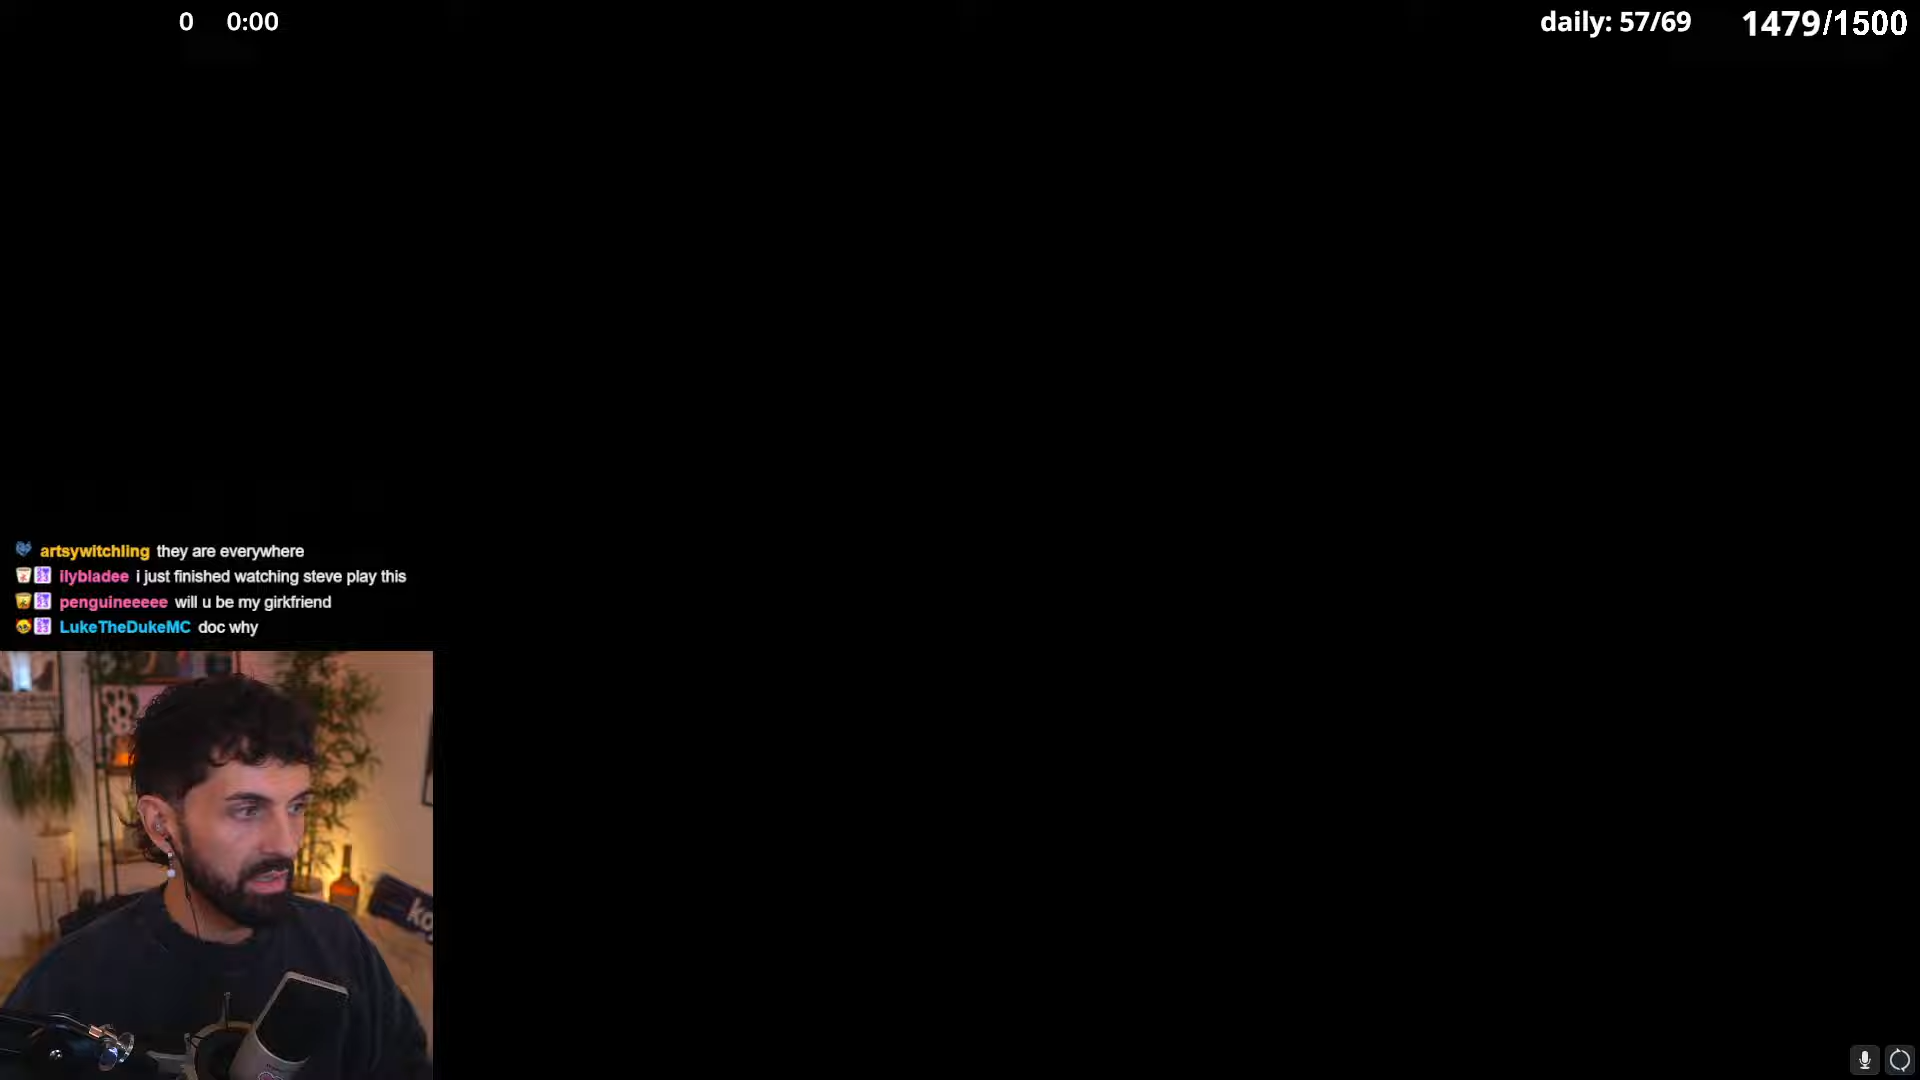 0 0:00
daily: 57/69 1479/1500
artsywitchling they are everywhere
ilybladee i just finished watching steve play this
penguineeeee will u be my girkfriend
LukeTheDukeMC doc why